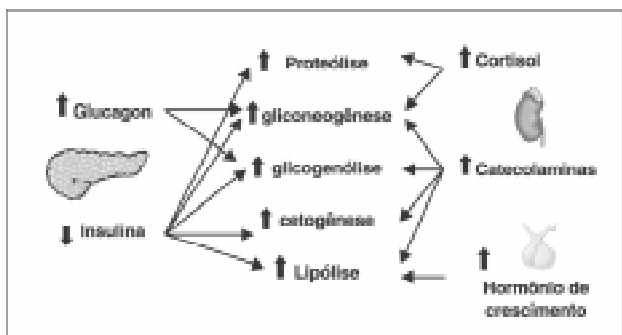 ⬆ Proteólise
⬆ Cortisol
⬆ Glucagon
⬆ gliconeogênese
⬆ glicogenólise
⬆ Catecolaminas
⬇ Insulina
⬆ cetogênese
⬆ Lipólise
⬆ Hormônio de
crescimento